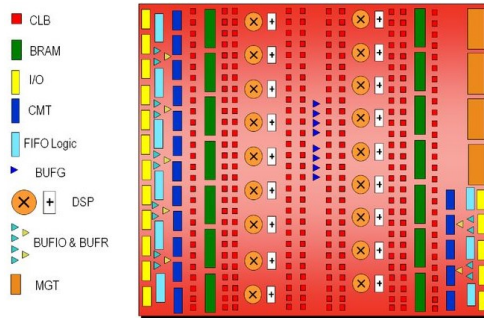 CLB
BRAM
I/O
CMT
FIFO Logic
BUFG
DSP
BUFIO & BUFR
MGT